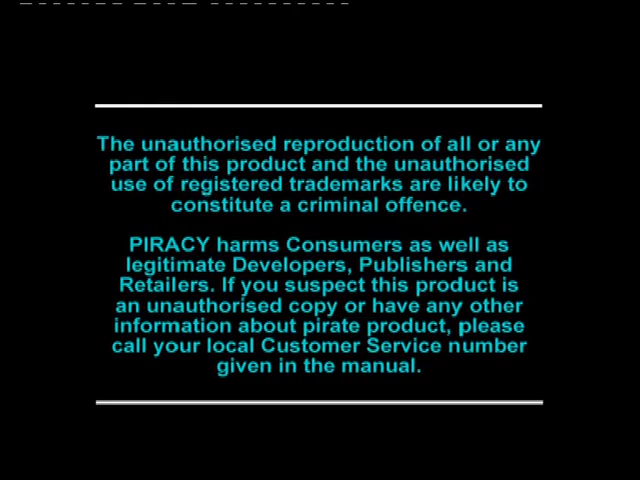 The unauthorised reproduction of all or any
part of this product and the unauthorised
use of registered trademarks are likely to
constitute a criminal offence.
PIRACY harms Consumers as well as
legitimate Developers, Publishers and
Retailers. If you suspect this product is
an unauthorised copy or have any other
information about pirate product, please
call your local Customer Service number
given in the manual.